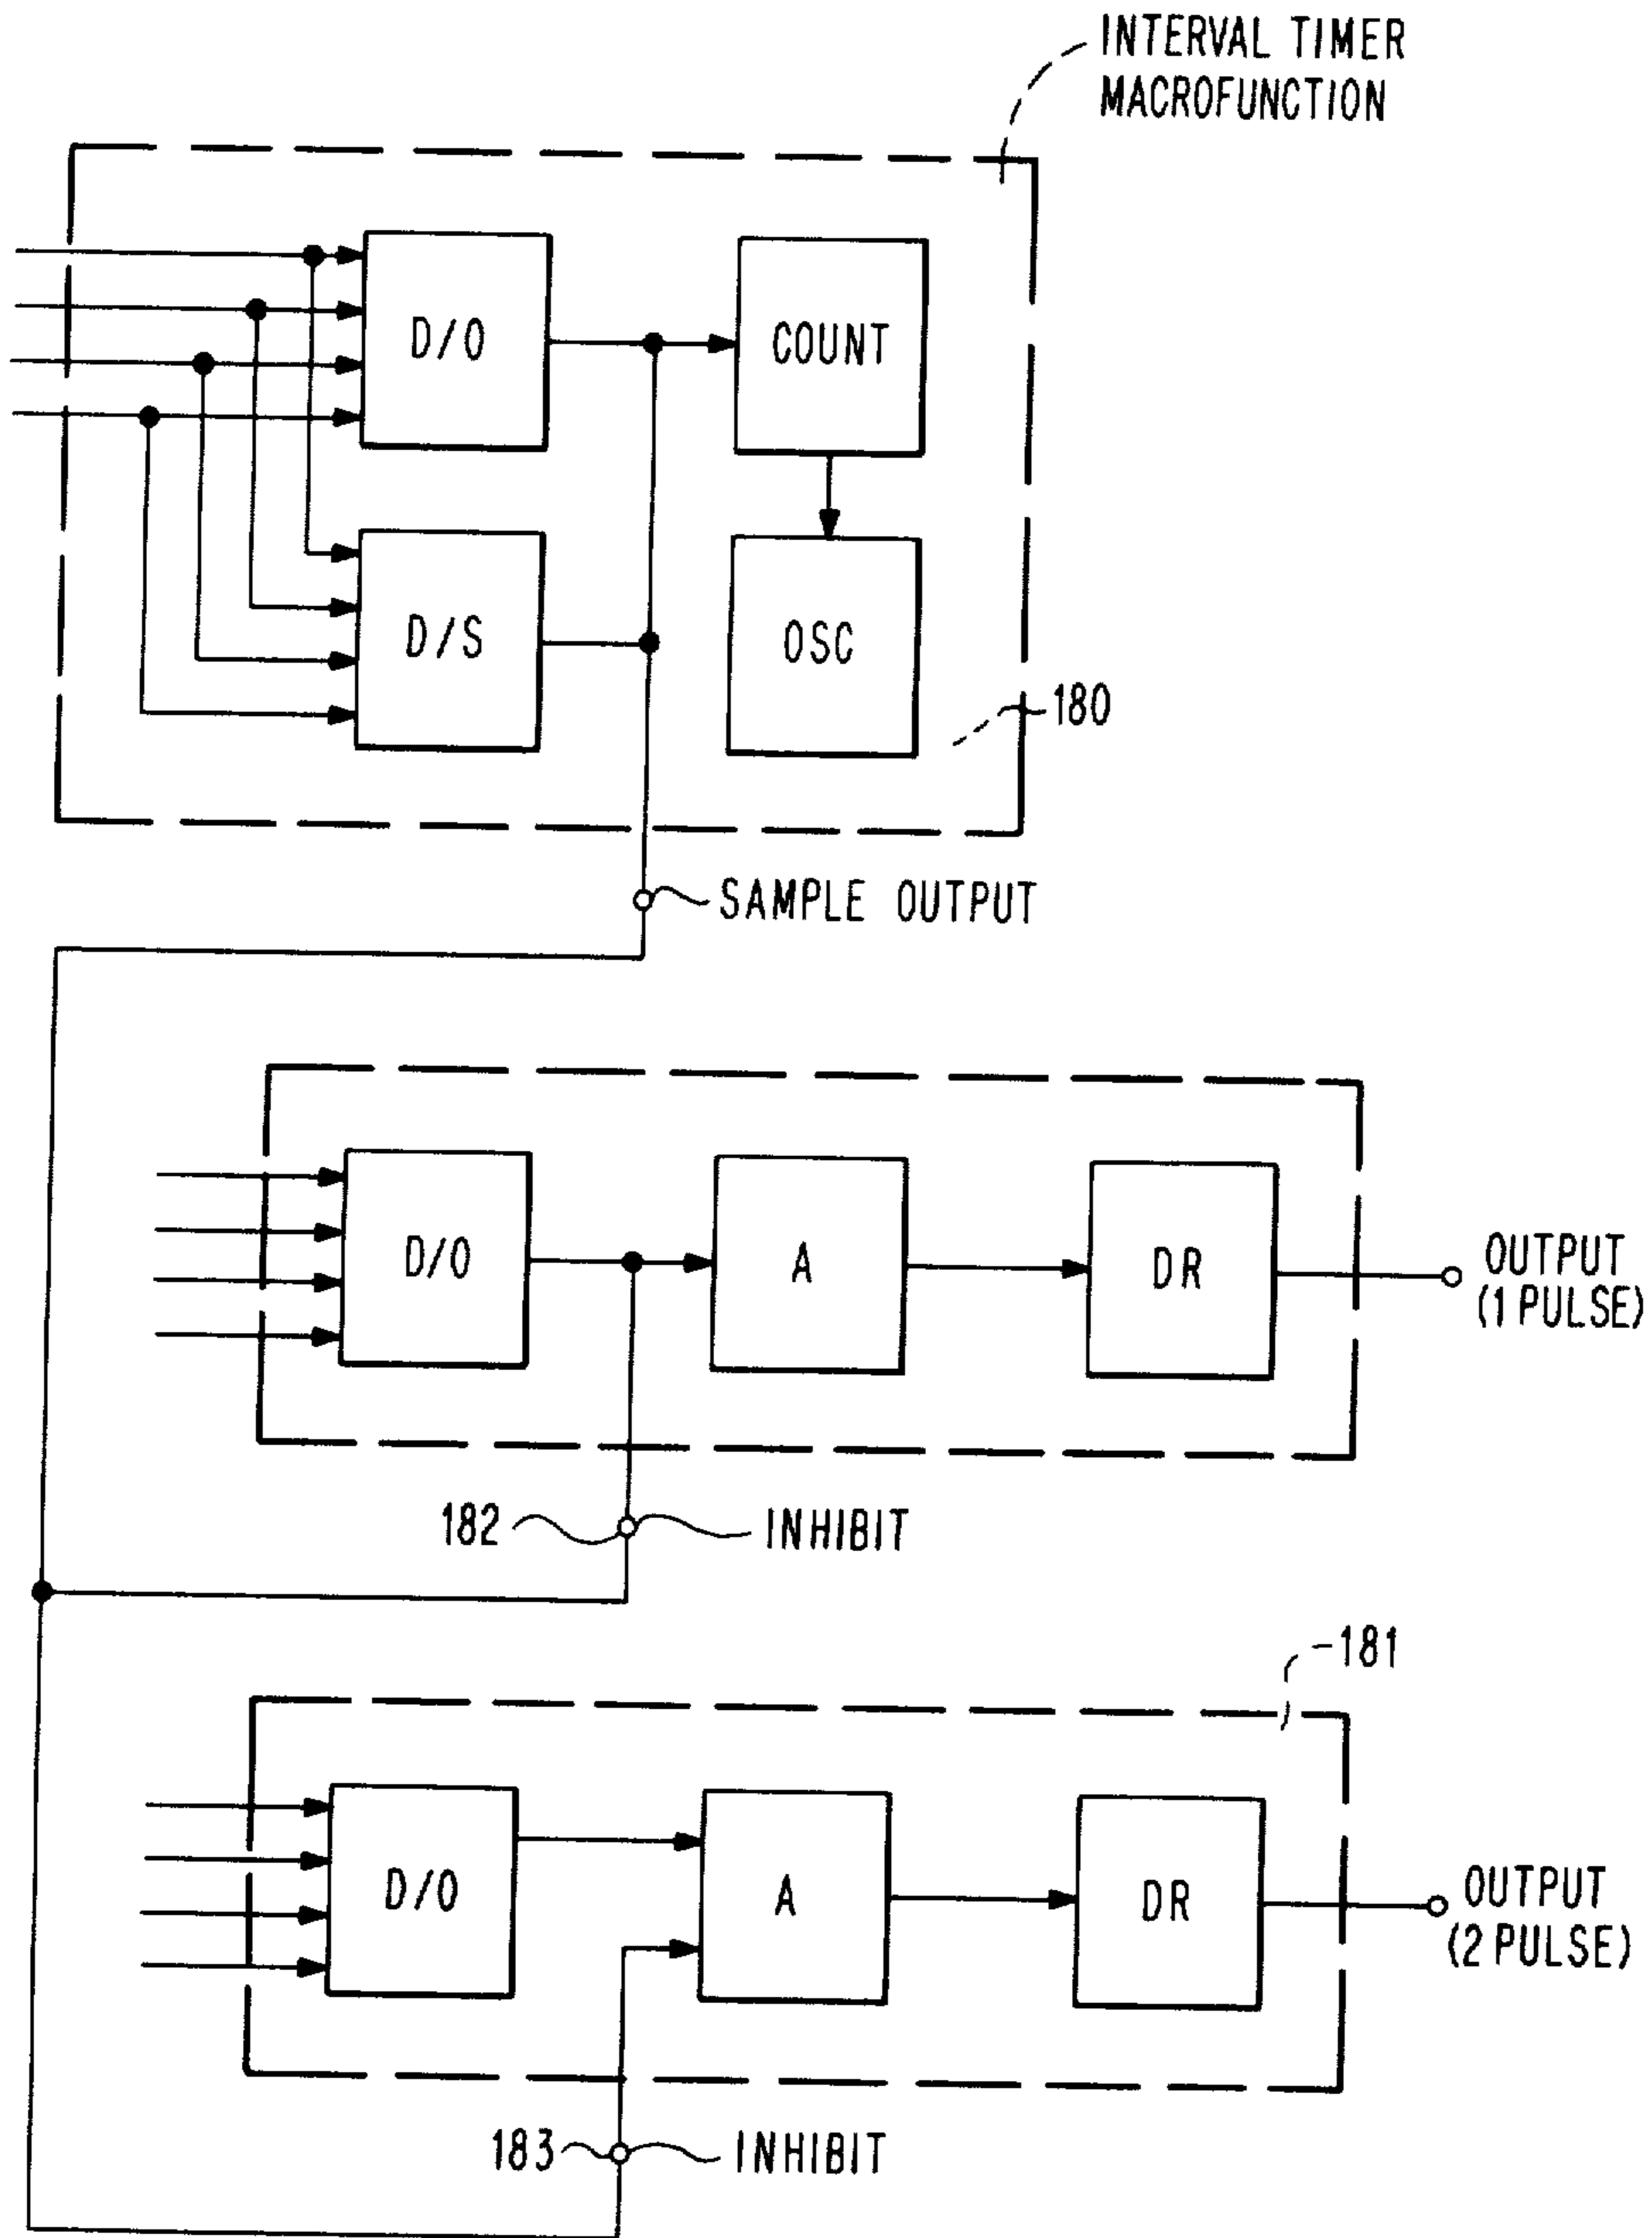 INTERVAL TIMER
MACROFUNCTION
D/O
COUNT
D/S
OSC
180
SAMPLE OUTPUT
D/O
A
DR
OUTPUT
(1 PULSE)
182
INHIBIT
181
D/O
A
DR
OUTPUT
(2 PULSE)
183
INHIBIT